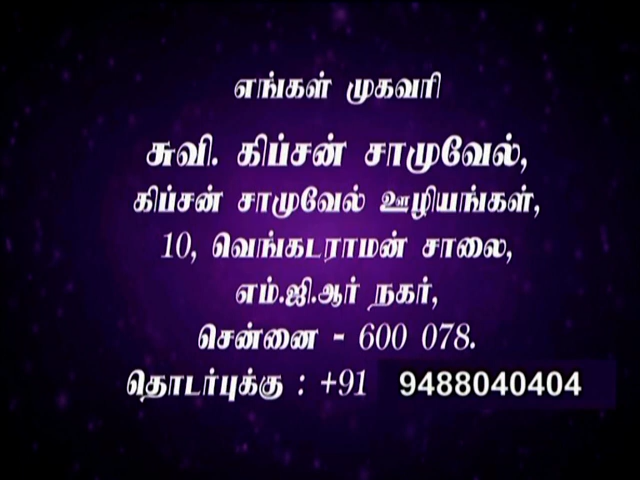 எங்கள் முகவரி
சுவி. கிப்சன் சாமுவேல்,
கிப்சன் சாமுவேல் ஊழியங்கள்,
10, வெங்கடராமன் சாலை,
எம்.ஜி.ஆர் நகர்,
சென்னை - 600 078.
தொடர்புக்கு : +91 9488040404